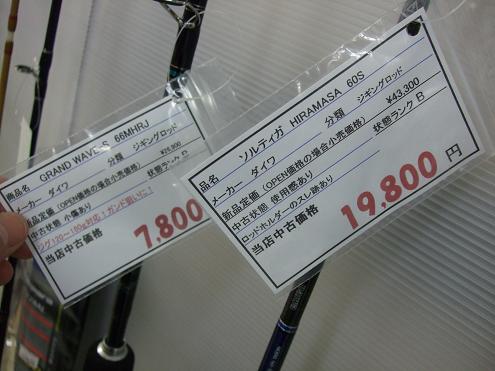 商品名 GRAND WAVE-S 66MHRJ
メーカー ダイワ 分類 ジギングロッド
新品定価(OPEN価格の場合小売価格)
中古状態 小傷あり 状態ランク B
当店中古価格 7,800
品名 ソルティガ HIRAMASA 60S
メーカー ダイワ 分類 ジギングロッド
新品定価(OPEN価格の場合小売価格) ¥43,300
中古状態 使用感あり 状態ランク B
ロッドホルダーのスレ跡あり
当店中古価格 19,800 円